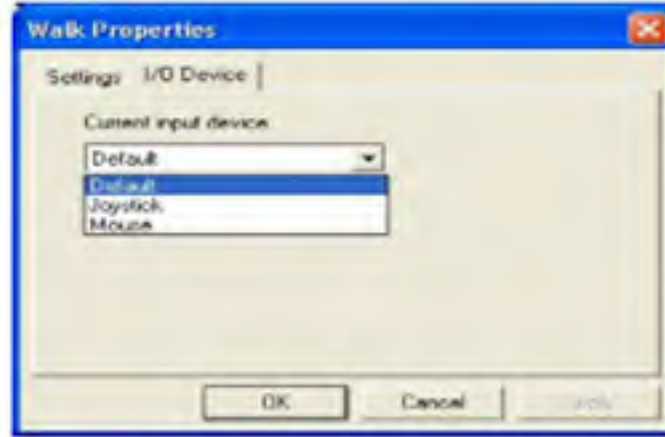 Walk Properties
Settings I/O Device
Current input device
Default
Default
Joystick
Mouse
OK Cancel